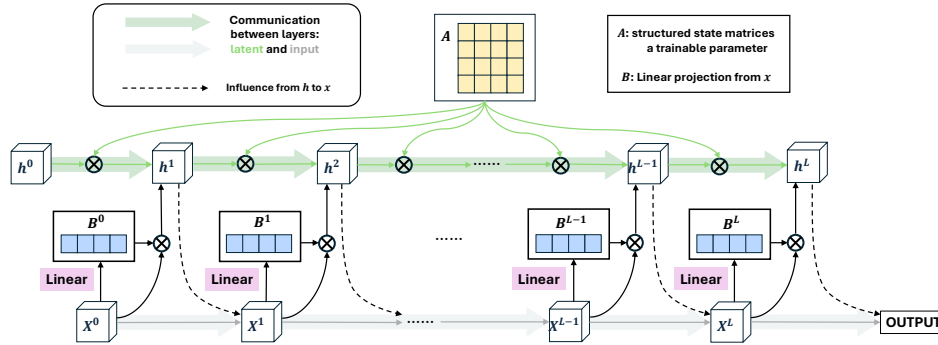 Communication
between layers:
latent and input
Influence from h to x
A
A: structured state matrices
a trainable parameter
B: Linear projection from x
h⁰
h¹
h²
......
hᴸ⁻¹
hᴸ
B⁰
B¹
......
Bᴸ⁻¹
Bᴸ
Linear
Linear
Linear
Linear
X⁰
X¹
......
Xᴸ⁻¹
Xᴸ
OUTPUT